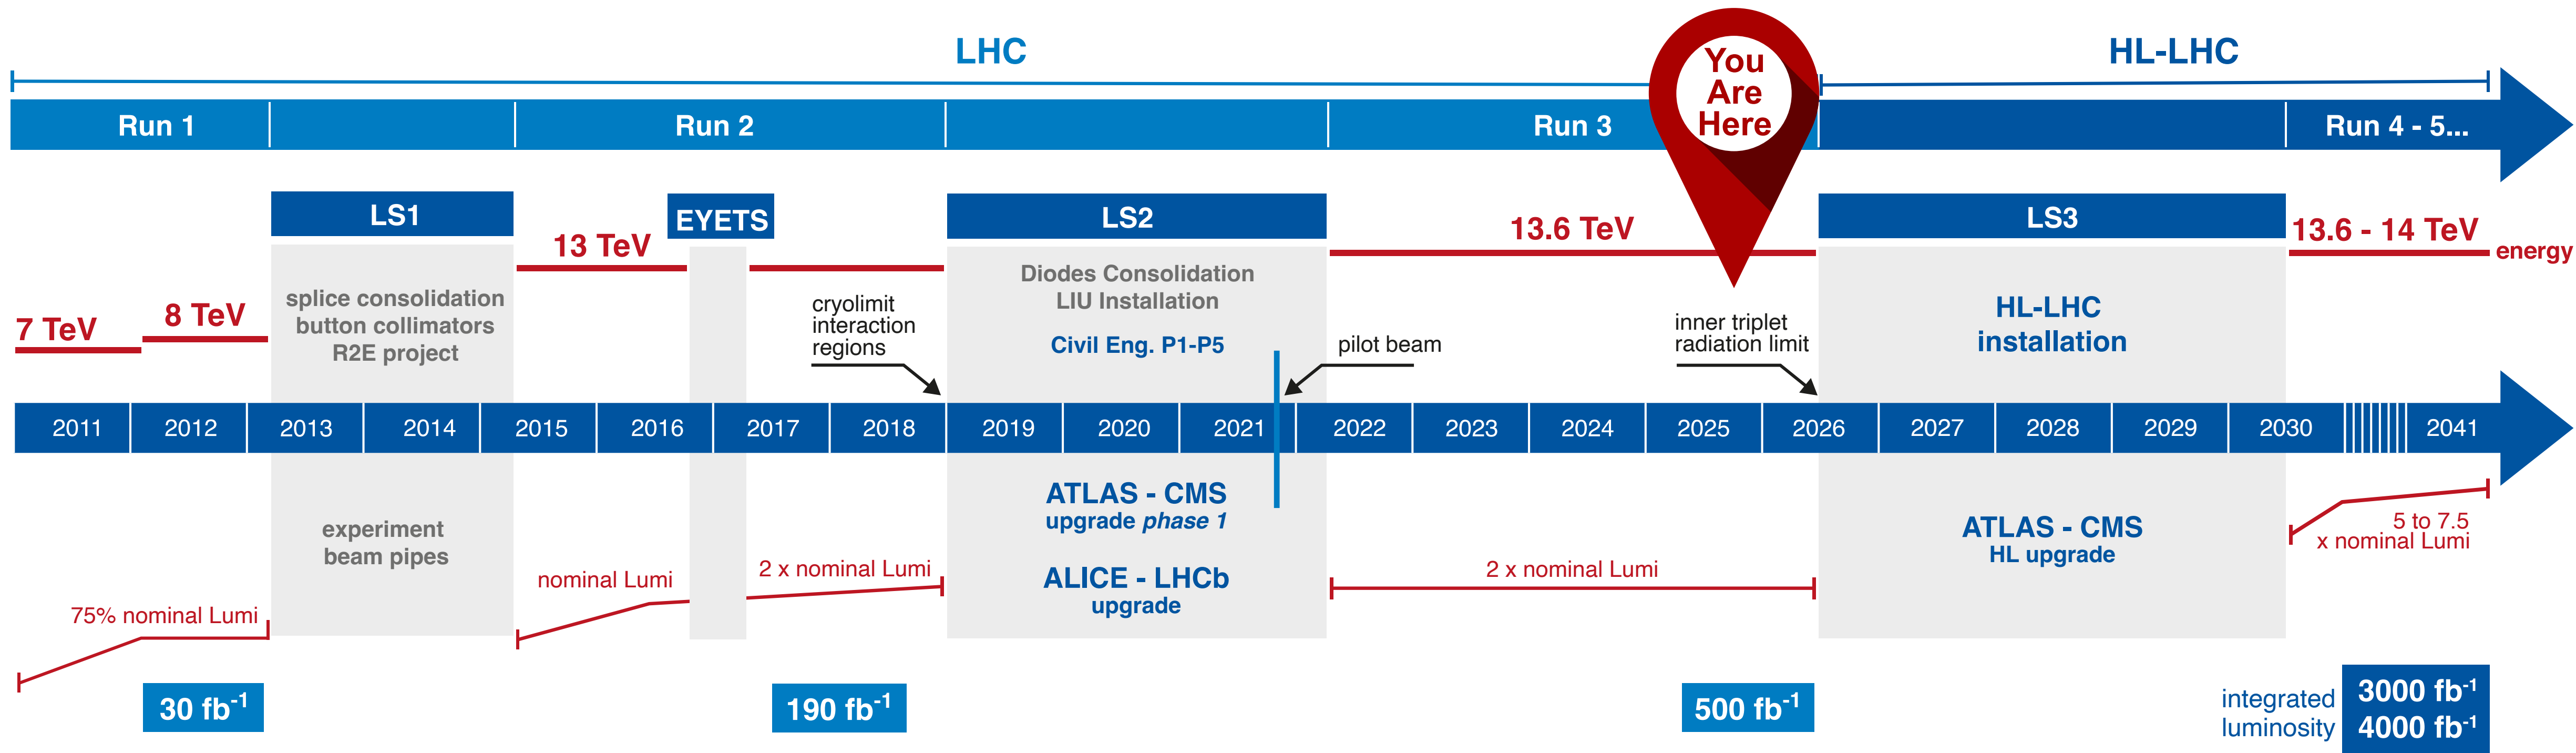 LHC
HL-LHC
You
Are
Here
Run 1
Run 2
Run 3
Run 4 - 5...
LS1
EYETS
LS2
LS3
13 TeV
13.6 TeV
13.6 - 14 TeV
energy
7 TeV
8 TeV
splice consolidation
button collimators
R2E project
cryolimit
interaction
regions
Diodes Consolidation
LIU Installation
Civil Eng. P1-P5
pilot beam
inner triplet
radiation limit
HL-LHC
installation
2011
2012
2013
2014
2015
2016
2017
2018
2019
2020
2021
2022
2023
2024
2025
2026
2027
2028
2029
2030
2041
experiment
beam pipes
ATLAS - CMS
upgrade phase 1
ALICE - LHCb
upgrade
ATLAS - CMS
HL upgrade
5 to 7.5
x nominal Lumi
75% nominal Lumi
nominal Lumi
2 x nominal Lumi
2 x nominal Lumi
30 fb⁻¹
190 fb⁻¹
500 fb⁻¹
integrated
luminosity
3000 fb⁻¹
4000 fb⁻¹